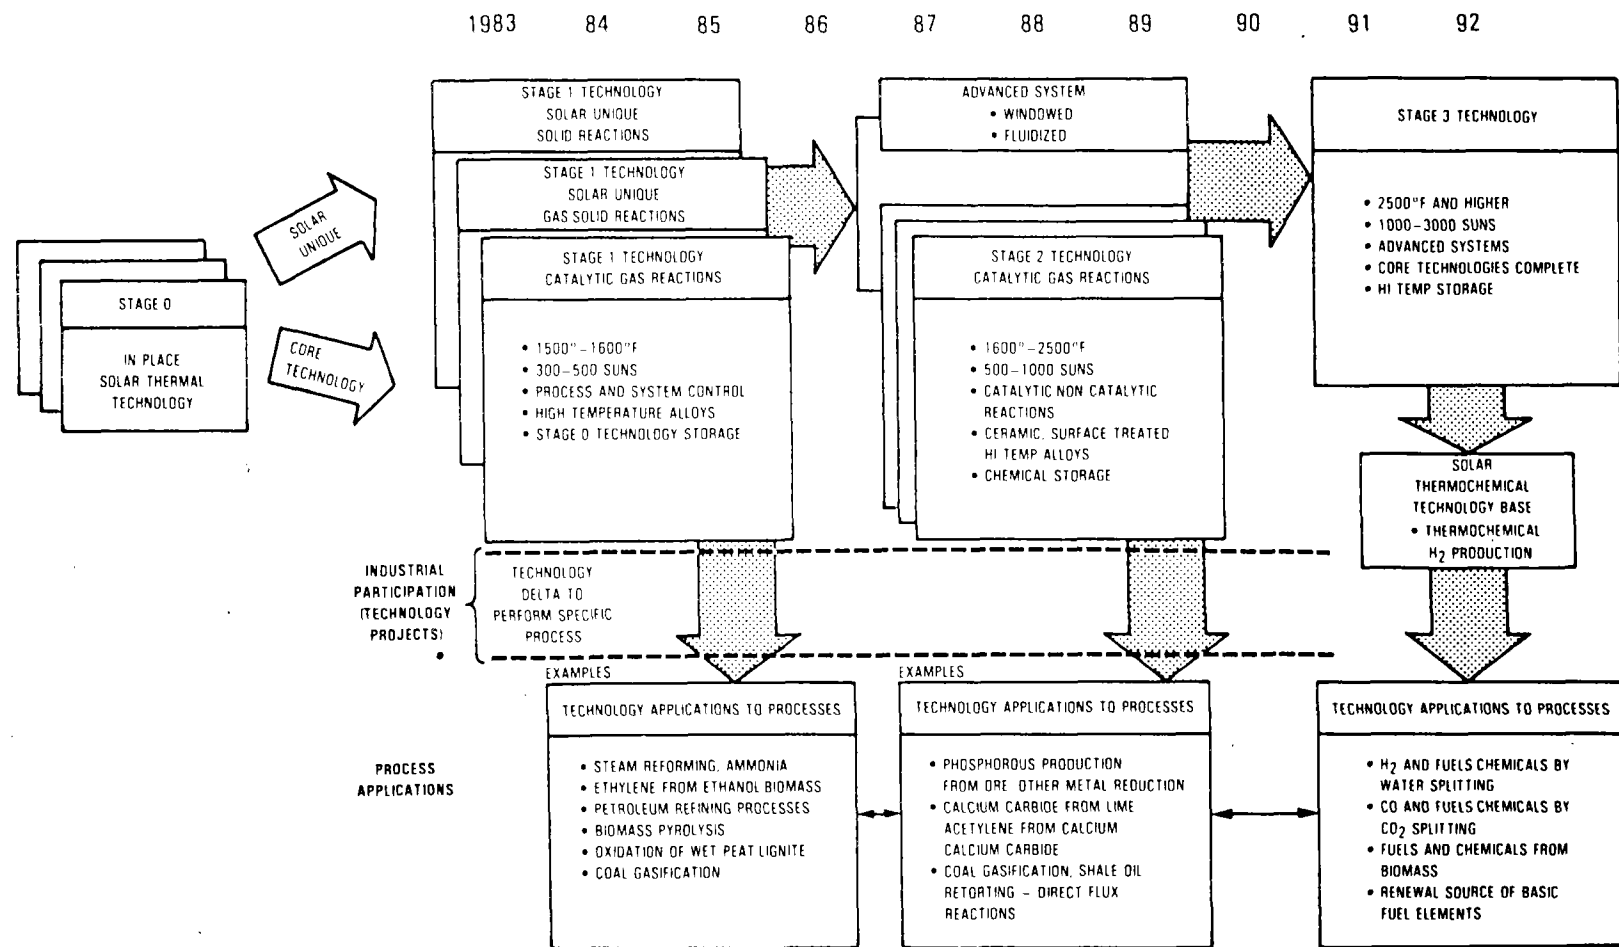 1983 84 85 86 87 88 89 90 91 92
STAGE 0
IN PLACE
SOLAR THERMAL
TECHNOLOGY
SOLAR
UNIQUE
CORE
TECHNOLOGY
STAGE 1 TECHNOLOGY
SOLAR UNIQUE
SOLID REACTIONS
STAGE 1 TECHNOLOGY
SOLAR UNIQUE
GAS SOLID REACTIONS
STAGE 1 TECHNOLOGY
CATALYTIC GAS REACTIONS
• 1500"-1600"F
• 300-500 SUNS
• PROCESS AND SYSTEM CONTROL
• HIGH TEMPERATURE ALLOYS
• STAGE 0 TECHNOLOGY STORAGE
ADVANCED SYSTEM
• WINDOWED
• FLUIDIZED
STAGE 2 TECHNOLOGY
CATALYTIC GAS REACTIONS
• 1600"-2500"F
• 500-1000 SUNS
• CATALYTIC NON CATALYTIC
REACTIONS
• CERAMIC, SURFACE TREATED
HI TEMP ALLOYS
• CHEMICAL STORAGE
STAGE 3 TECHNOLOGY
• 2500"F AND HIGHER
• 1000-3000 SUNS
• ADVANCED SYSTEMS
• CORE TECHNOLOGIES COMPLETE
• HI TEMP STORAGE
SOLAR
THERMOCHEMICAL
TECHNOLOGY BASE
• THERMOCHEMICAL
H2 PRODUCTION
INDUSTRIAL
PARTICIPATION
(TECHNOLOGY
PROJECTS)
TECHNOLOGY
DELTA TO
PERFORM SPECIFIC
PROCESS
PROCESS
APPLICATIONS
EXAMPLES
TECHNOLOGY APPLICATIONS TO PROCESSES
• STEAM REFORMING, AMMONIA
• ETHYLENE FROM ETHANOL BIOMASS
• PETROLEUM REFINING PROCESSES
• BIOMASS PYROLYSIS
• OXIDATION OF WET PEAT LIGNITE
• COAL GASIFICATION
EXAMPLES
TECHNOLOGY APPLICATIONS TO PROCESSES
• PHOSPHOROUS PRODUCTION
FROM ORE OTHER METAL REDUCTION
• CALCIUM CARBIDE FROM LIME
ACETYLENE FROM CALCIUM
CALCIUM CARBIDE
• COAL GASIFICATION, SHALE OIL
RETORTING - DIRECT FLUX
REACTIONS
TECHNOLOGY APPLICATIONS TO PROCESSES
• H2 AND FUELS CHEMICALS BY
WATER SPLITTING
• CO AND FUELS CHEMICALS BY
CO2 SPLITTING
• FUELS AND CHEMICALS FROM
BIOMASS
• RENEWAL SOURCE OF BASIC
FUEL ELEMENTS